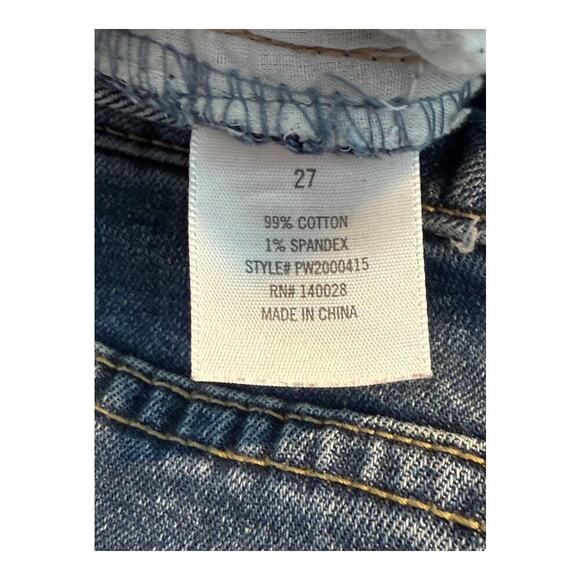 27
99% COTTON
1% SPANDEX
STYLE# PW2000415
RN# 140028
MADE IN CHINA